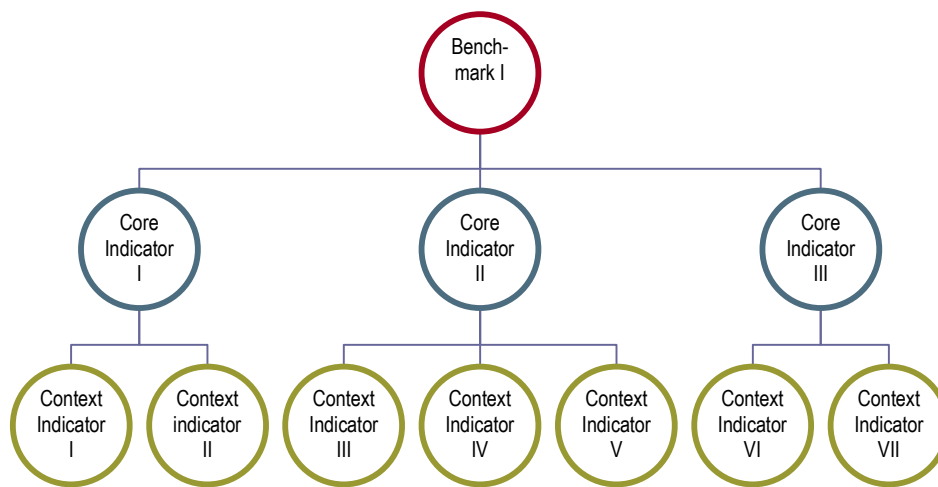 Bench-
mark I
Core
Indicator
I
Core
Indicator
II
Core
Indicator
III
Context
Indicator
I
Context
indicator
II
Context
Indicator
III
Context
Indicator
IV
Context
Indicator
V
Context
Indicator
VI
Context
Indicator
VII